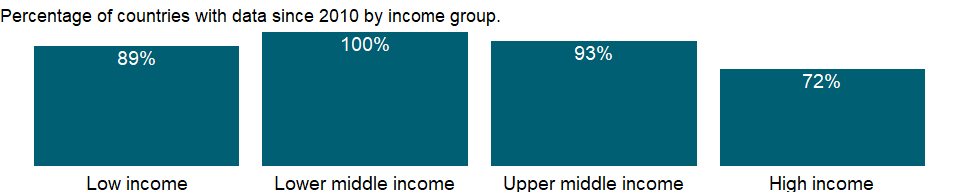 Percentage of countries with data since 2010 by income group.
89%
100%
93%
72%
Low income
Lower middle income
Upper middle income
High income